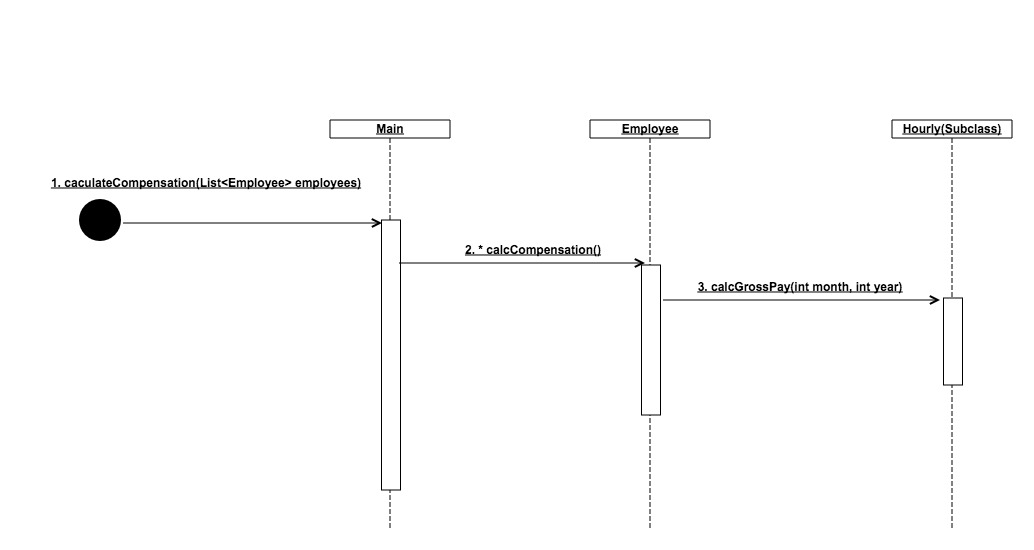 Main
Employee
Hourly(Subclass)
1. caculateCompensation(List<Employee> employees)
2. * calcCompensation()
3. calcGrossPay(int month, int year)